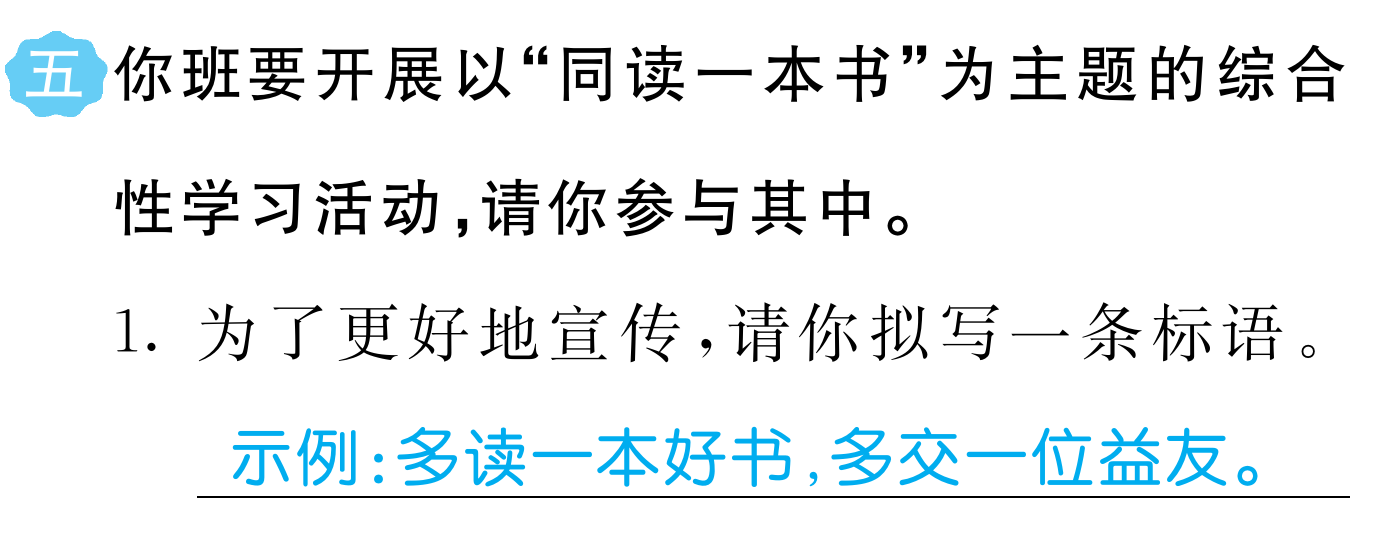 五 你班要开展以“同读一本书”为主题的综合
性学习活动,请你参与其中。
1. 为了更好地宣传,请你拟写一条标语。
示例:多读一本好书,多交一位益友。